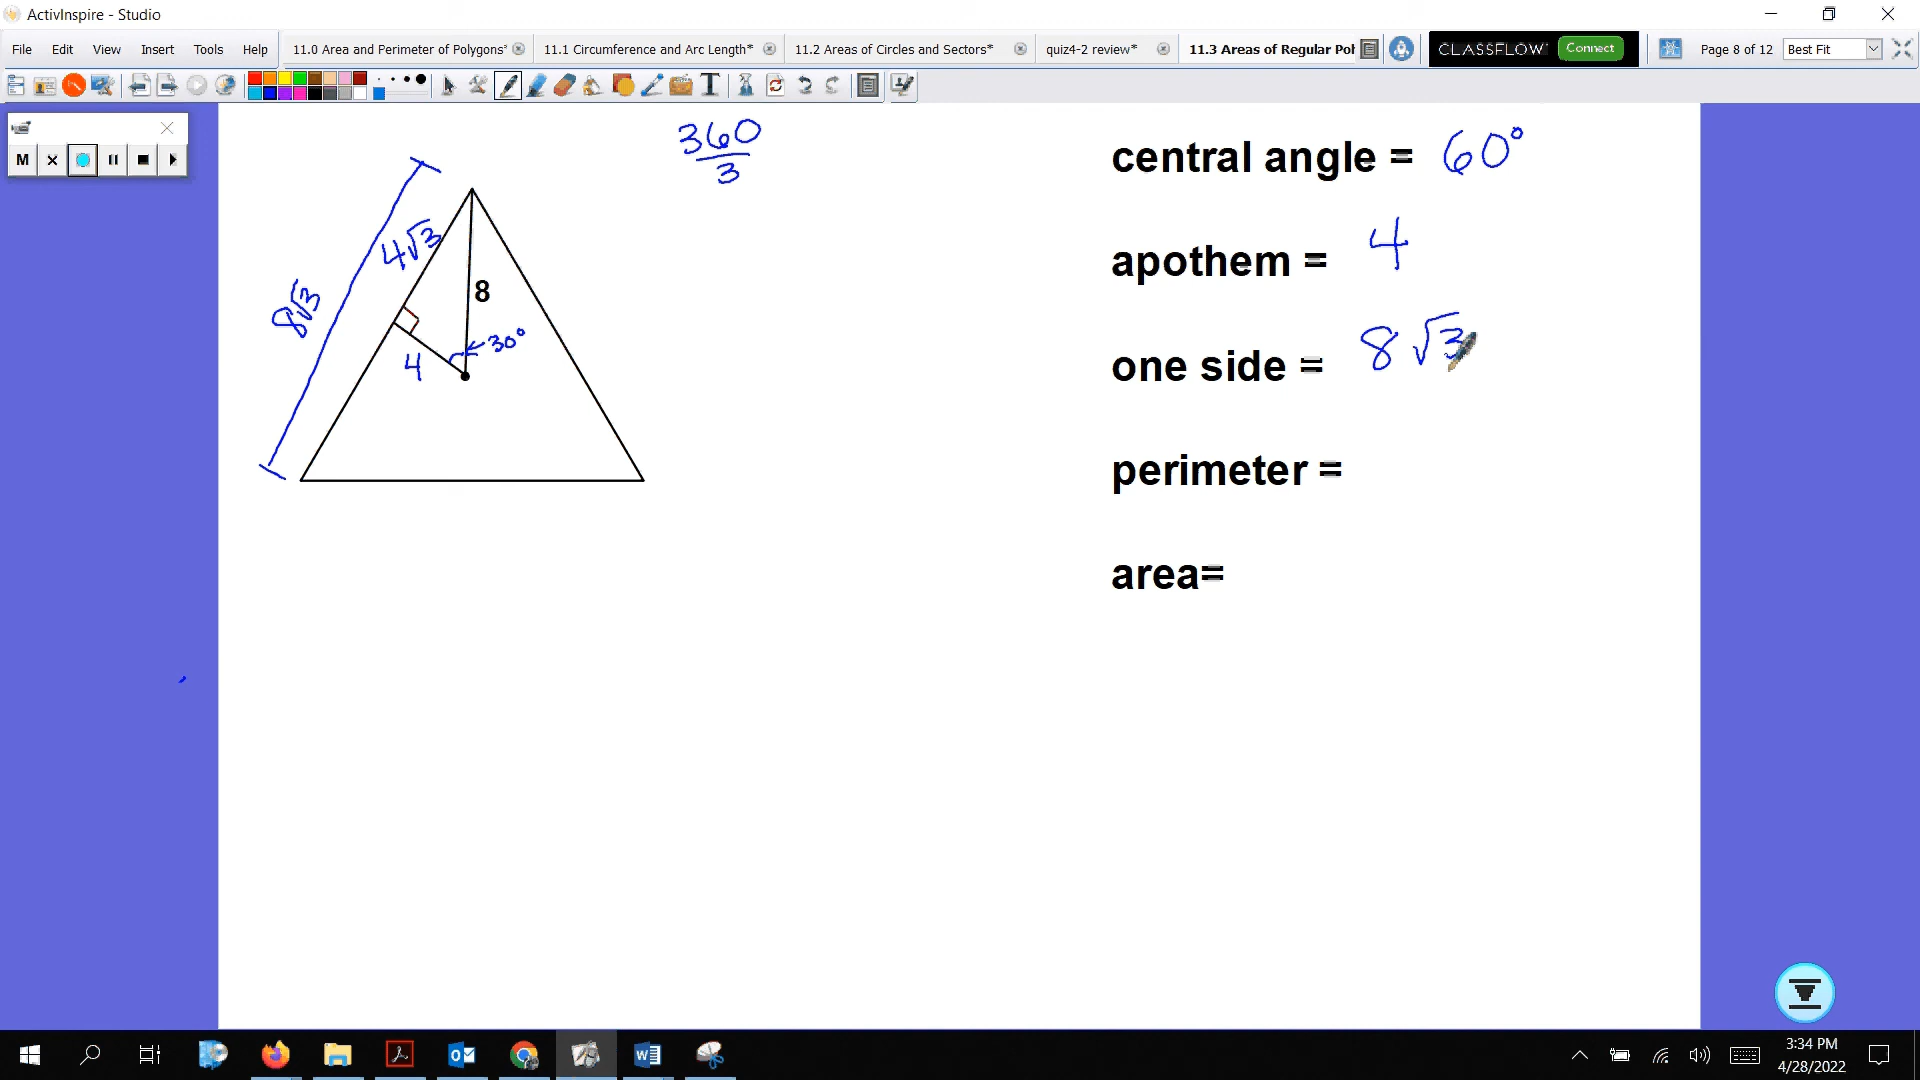 ActivInspire - Studio
File Edit View Insert Tools Help
11.0 Area and Perimeter of Polygons*
11.1 Circumference and Arc Length*
11.2 Areas of Circles and Sectors*
quiz4-2 review*
11.3 Areas of Regular Pol
CLASSFLOW Connect
Page 8 of 12
Best Fit
M
360
3
4√3
8√3
8
30°
4
central angle = 60°
apothem = 4
one side = 8√3
perimeter =
area=
3:34 PM
4/28/2022